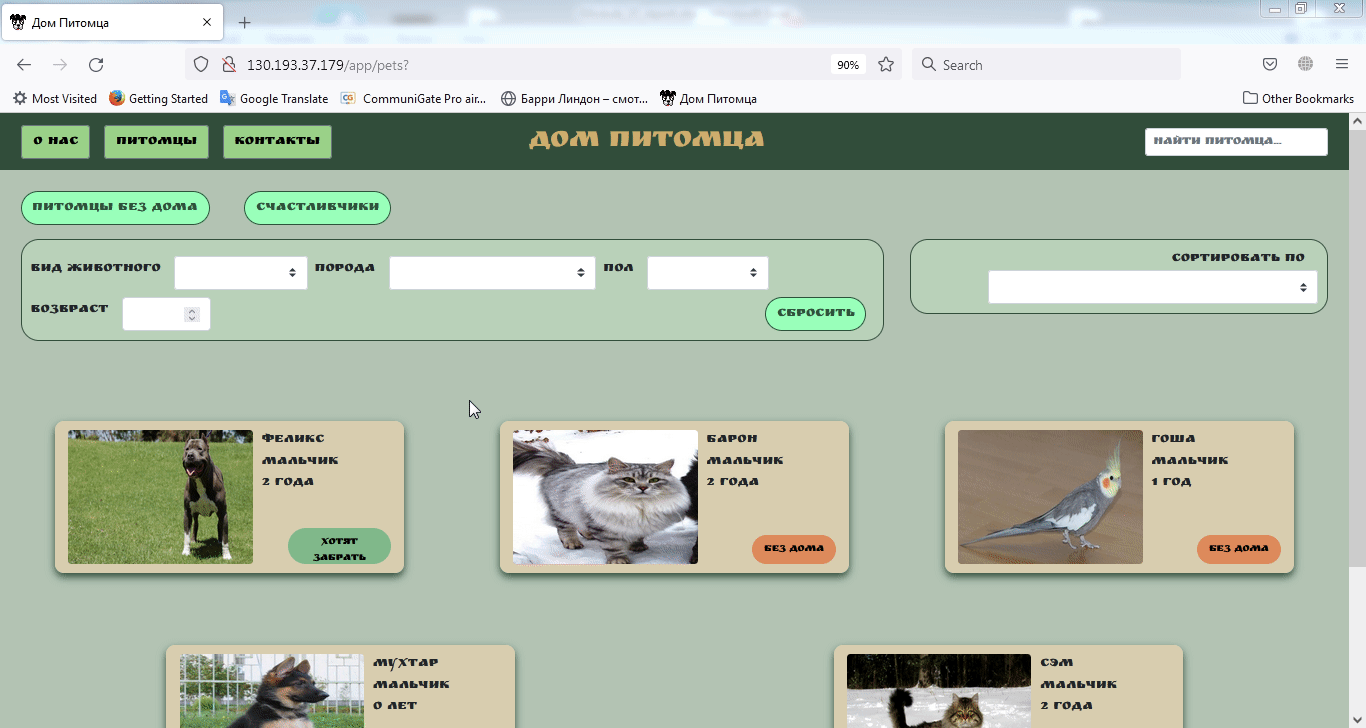 Дом Питомца
130.193.37.179/app/pets?
90%
Search
Most Visited
Getting Started
Google Translate
CommuniGate Pro air...
Барри Линдон – смот...
Дом Питомца
Other Bookmarks
О НАС
ПИТОМЦЫ
КОНТАКТЫ
ДОМ ПИТОМЦА
НАЙТИ ПИТОМЦА...
ПИТОМЦЫ БЕЗ ДОМА
СЧАСТЛИВЧИКИ
ВИД ЖИВОТНОГО
ПОРОДА
ПОЛ
ВОЗВРАСТ
СБРОСИТЬ
СОРТИРОВАТЬ ПО
ФЕЛИКС
МАЛЬЧИК
2 ГОДА
ХОТЯТ
ЗАБРАТЬ
БАРОН
МАЛЬЧИК
2 ГОДА
БЕЗ ДОМА
ГОША
МАЛЬЧИК
1 ГОД
БЕЗ ДОМА
МУХТАР
МАЛЬЧИК
0 ЛЕТ
СЭМ
МАЛЬЧИК
2 ГОДА